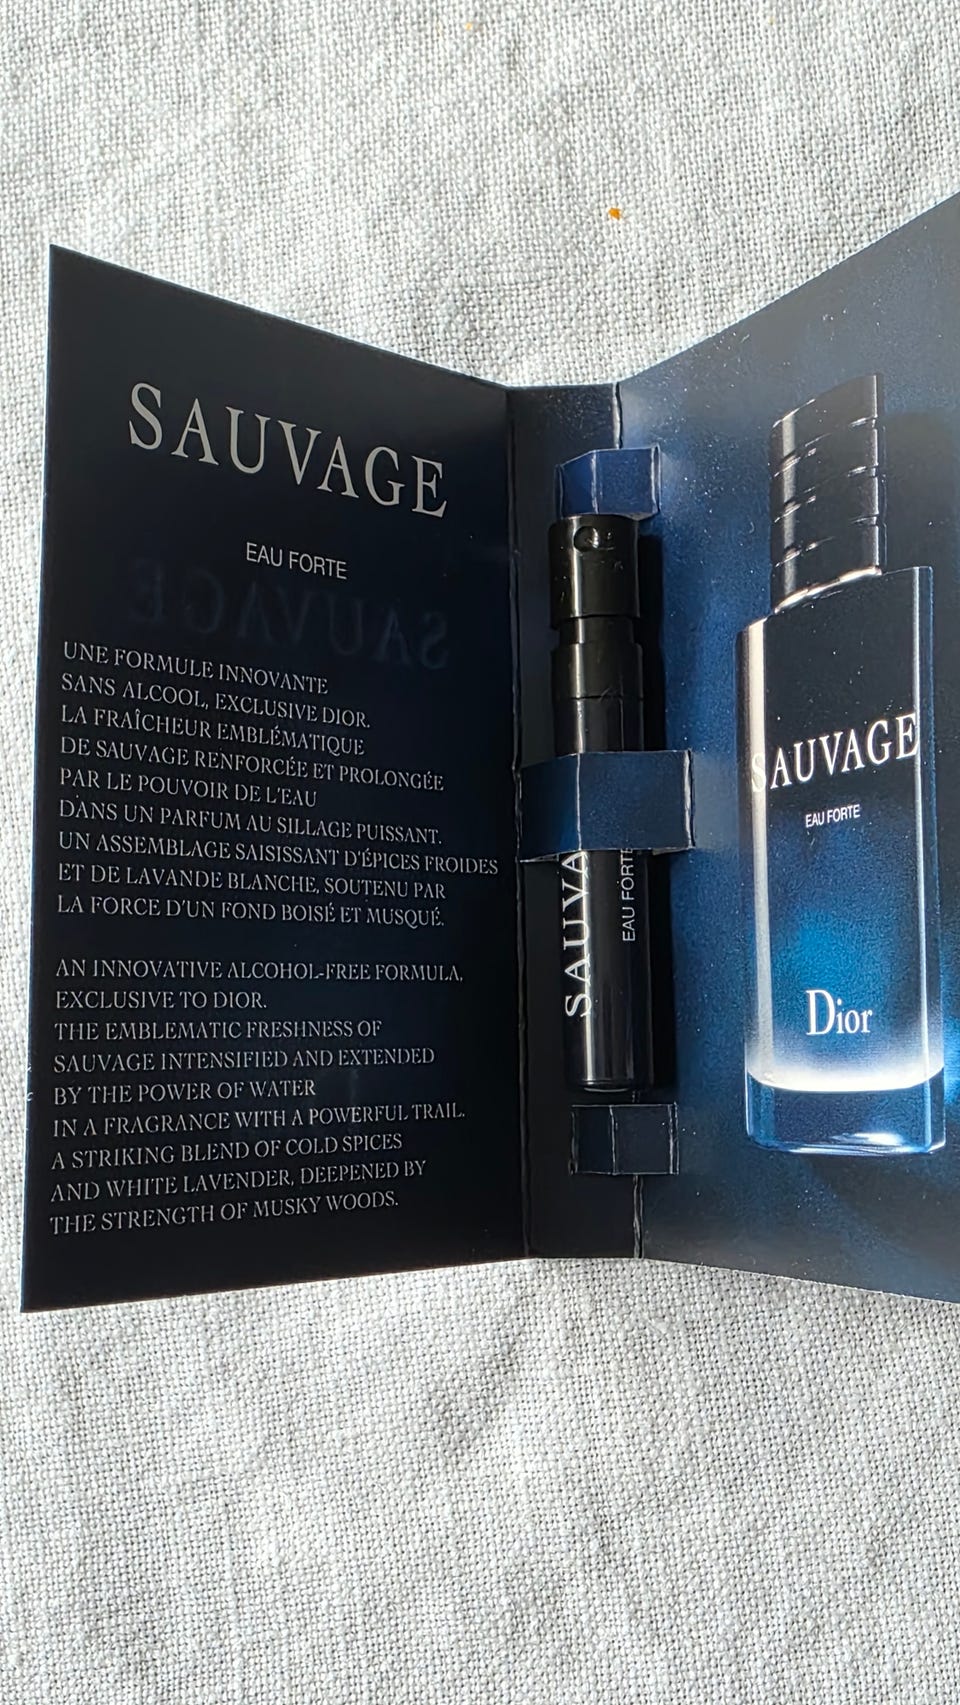 SAUVAGE
EAU FORTE
UNE FORMULE INNOVANTE
SANS ALCOOL, EXCLUSIVE DIOR.
LA FRAÎCHEUR EMBLÉMATIQUE
DE SAUVAGE RENFORCÉE ET PROLONGÉE
PAR LE POUVOIR DE L'EAU
DANS UN PARFUM AU SILLAGE PUISSANT.
UN ASSEMBLAGE SAISISSANT D'ÉPICES FROIDES
ET DE LAVANDE BLANCHE, SOUTENU PAR
LA FORCE D'UN FOND BOISÉ ET MUSQUÉ.
AN INNOVATIVE ALCOHOL-FREE FORMULA,
EXCLUSIVE TO DIOR.
THE EMBLEMATIC FRESHNESS OF
SAUVAGE INTENSIFIED AND EXTENDED
BY THE POWER OF WATER
IN A FRAGRANCE WITH A POWERFUL TRAIL.
A STRIKING BLEND OF COLD SPICES
AND WHITE LAVENDER, DEEPENED BY
THE STRENGTH OF MUSKY WOODS.
SAUVA
EAU FORTE
SAUVAGE
EAU FORTE
Dior